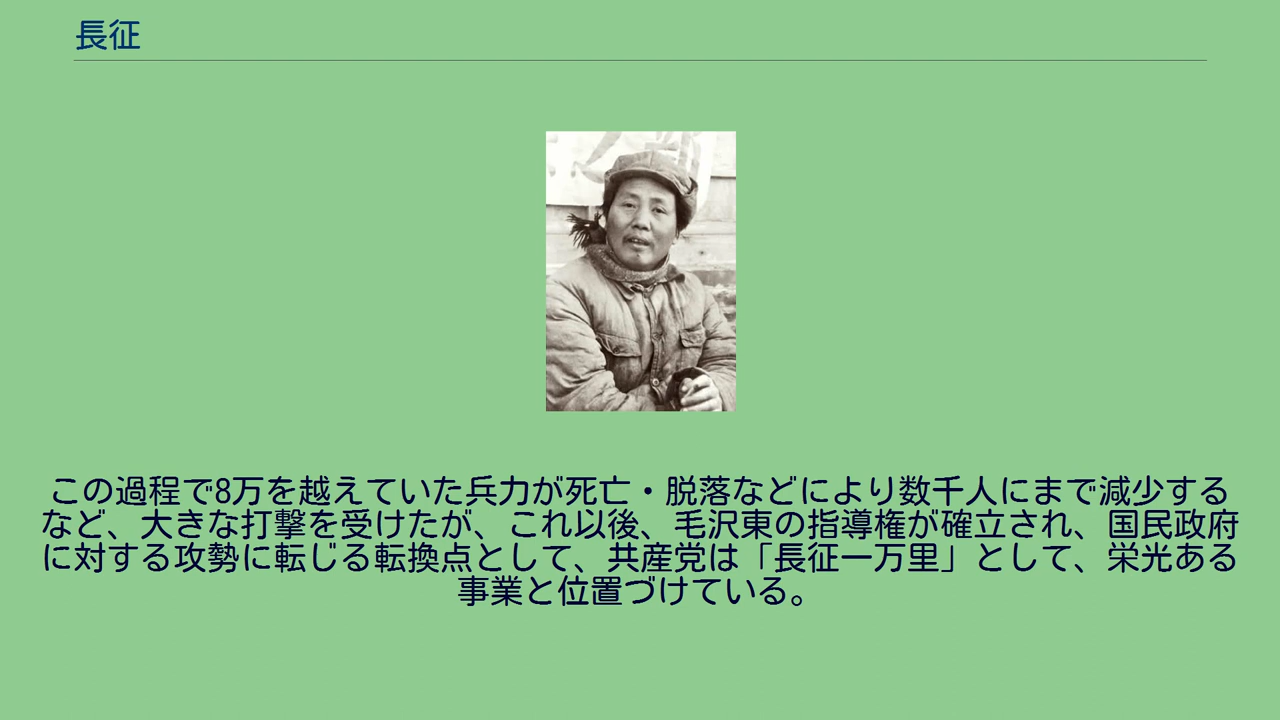 長征
この過程で8万を越えていた兵力が死亡・脱落などにより数千人にまで減少する
など、大きな打撃を受けたが、これ以後、毛沢東の指導権が確立され、国民政府
に対する攻勢に転じる転換点として、共産党は「長征一万里」として、栄光ある
事業と位置づけている。